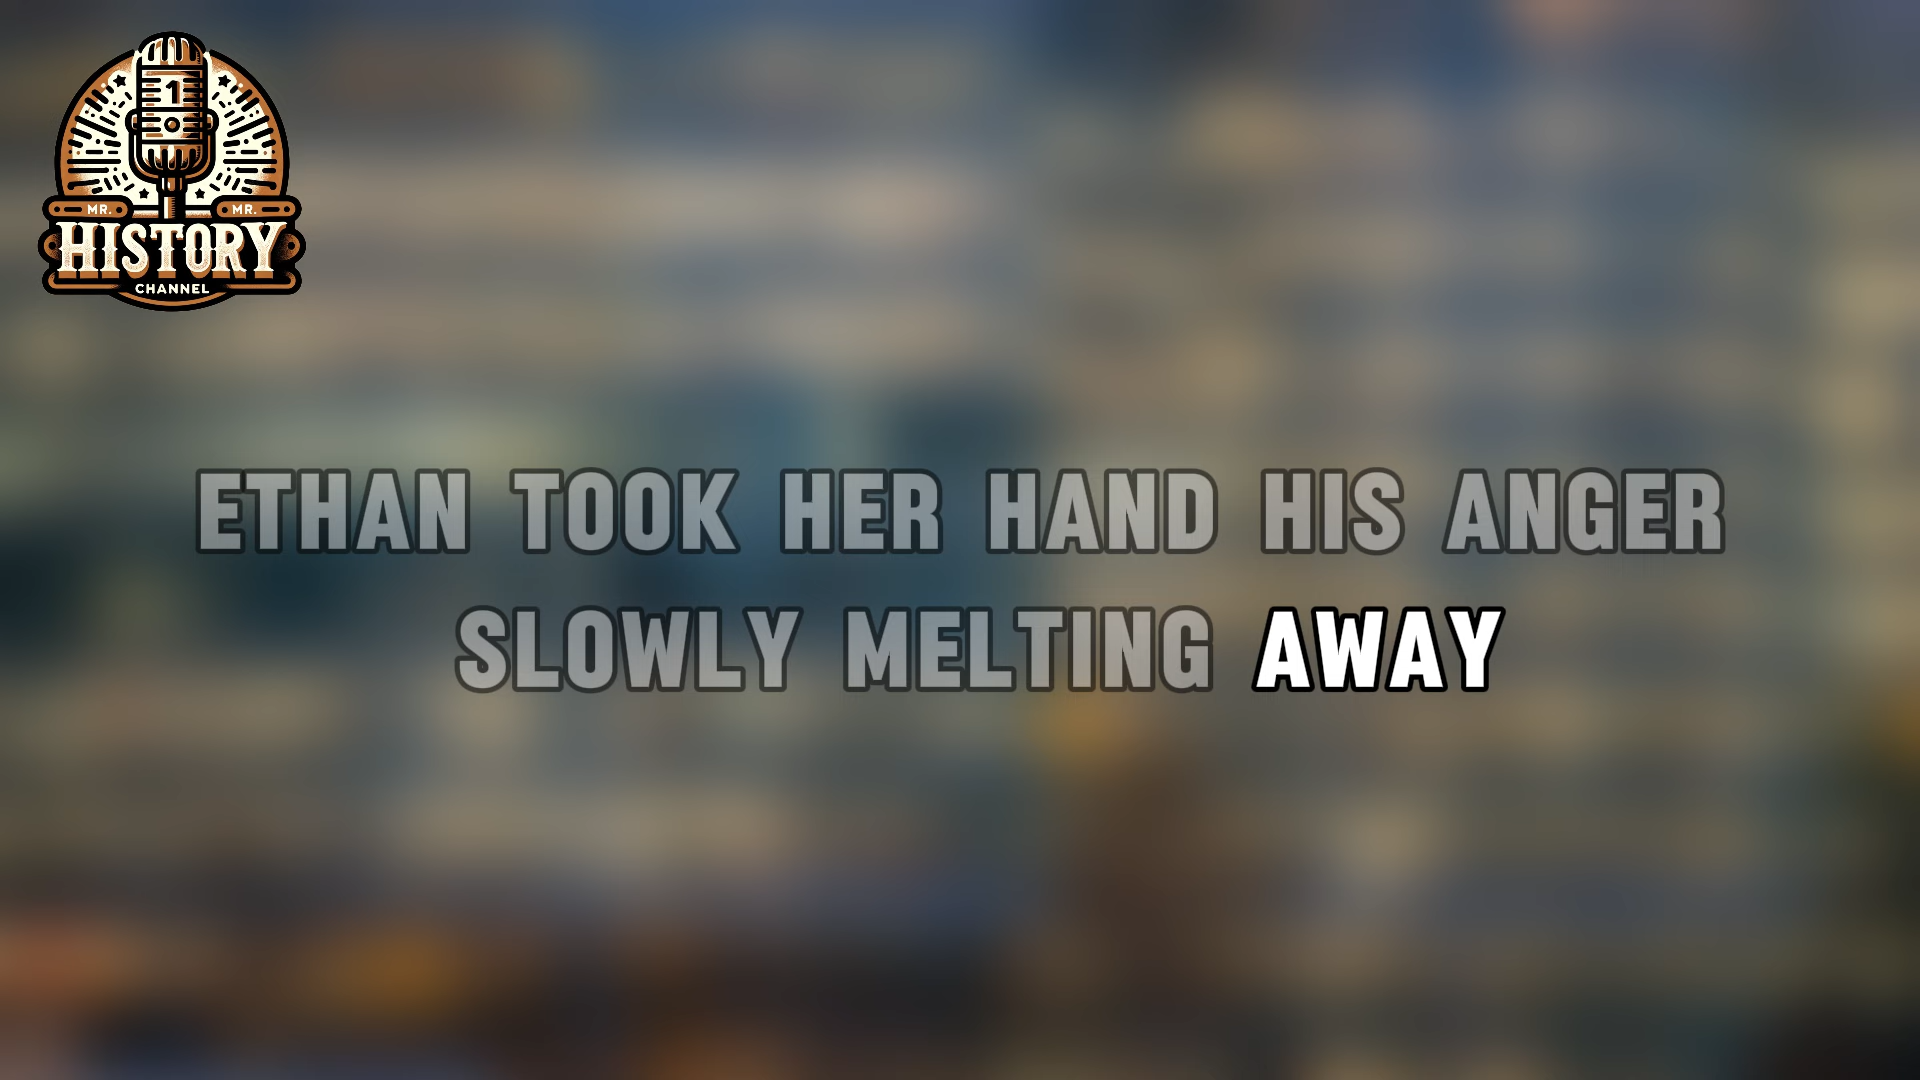 1
MR. MR.
HISTORY
CHANNEL
ETHAN TOOK HER HAND HIS ANGER
SLOWLY MELTING AWAY